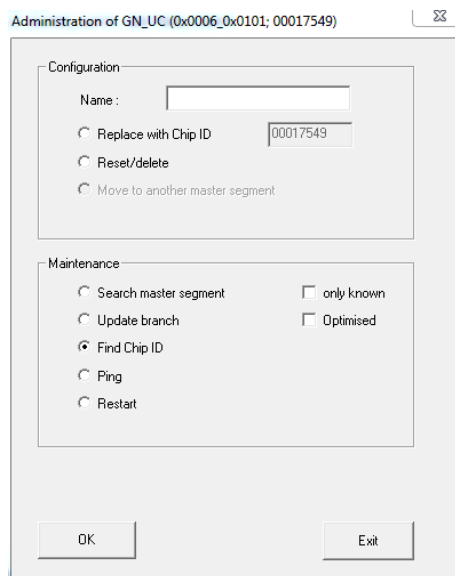 Administration of GN_UC (0x0006_0x0101; 00017549)
Configuration
Name :
Replace with Chip ID 00017549
Reset/delete
Move to another master segment
Maintenance
Search master segment only known
Update branch Optimised
Find Chip ID
Ping
Restart
OK Exit